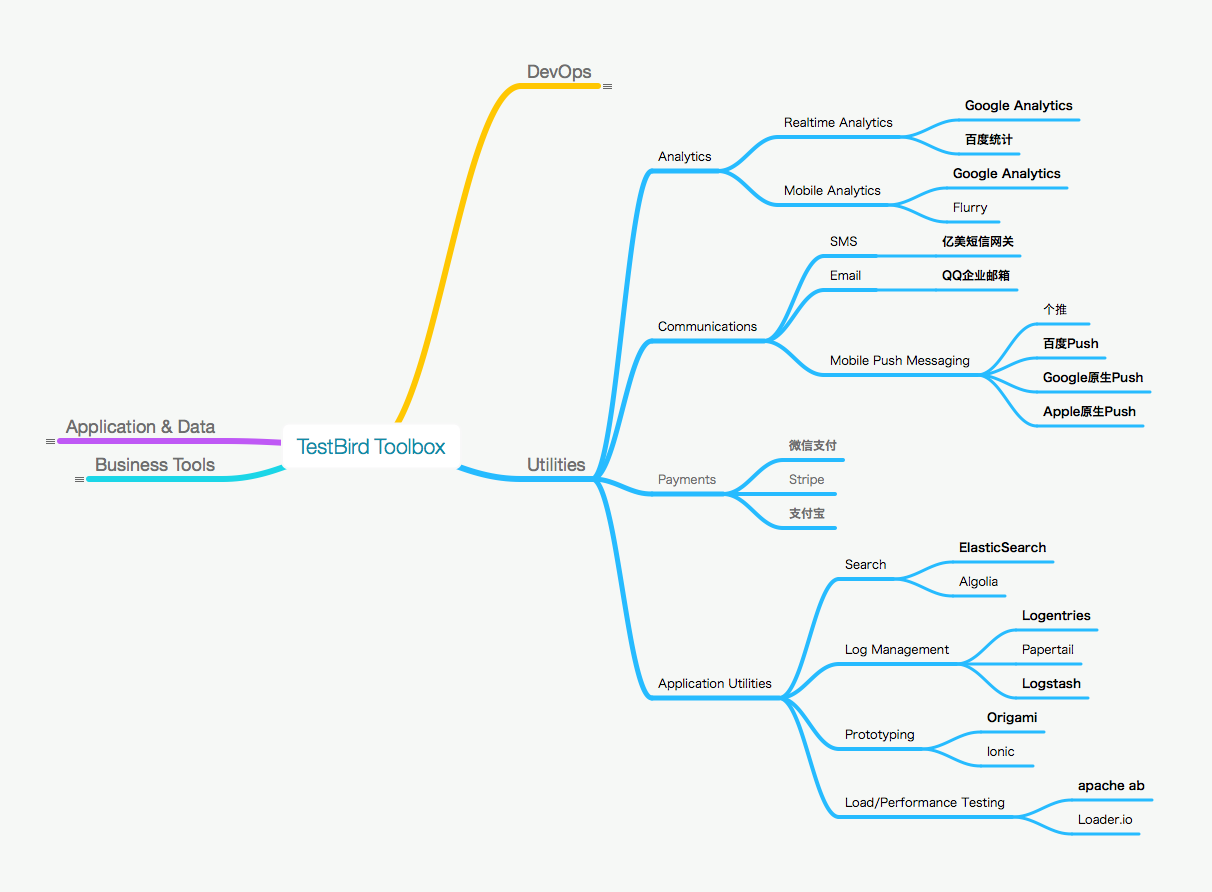 DevOps
Google Analytics
Realtime Analytics
百度统计
Analytics
Google Analytics
Mobile Analytics
Flurry
SMS
亿美短信网关
Email
QQ企业邮箱
个推
Communications
百度Push
Mobile Push Messaging
Google原生Push
Apple原生Push
Application & Data
TestBird Toolbox
Business Tools
Utilities
微信支付
Payments
Stripe
支付宝
ElasticSearch
Search
Algolia
Logentries
Log Management
Papertail
Application Utilities
Logstash
Origami
Prototyping
Ionic
apache ab
Load/Performance Testing
Loader.io